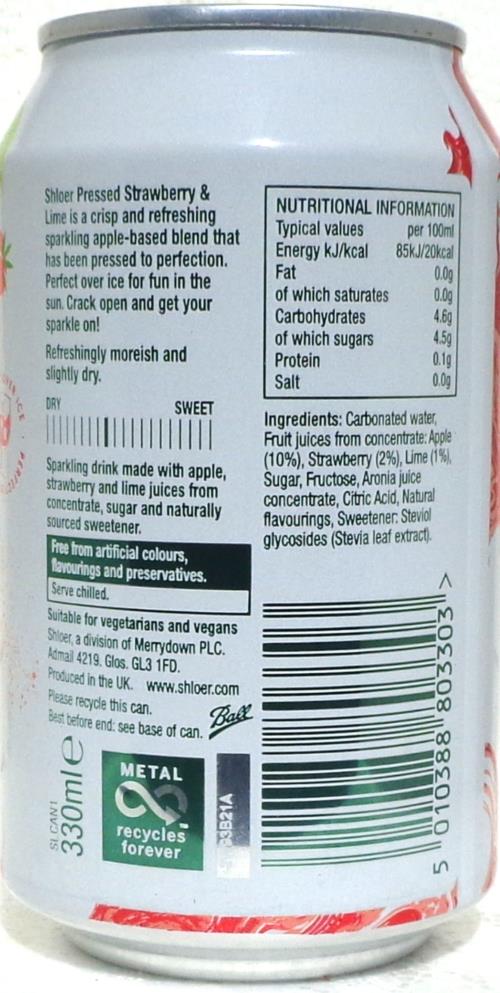 Shloer Pressed Strawberry &
Lime is a crisp and refreshing
sparkling apple-based blend that
has been pressed to perfection.
Perfect over ice for fun in the
sun. Crack open and get your
sparkle on!
Refreshingly moreish and
slightly dry.
DRY SWEET
Sparkling drink made with apple,
strawberry and lime juices from
concentrate, sugar and naturally
sourced sweetener.
Free from artificial colours,
flavourings and preservatives.
Serve chilled.
Suitable for vegetarians and vegans
Shloer, a division of Merrydown PLC.
Admail 4219. Glos. GL3 1FD.
Produced in the UK. www.shloer.com
Please recycle this can.
Best before end: see base of can.
Ball
SLCAN1
330ml e
METAL
recycles
forever
NUTRITIONAL INFORMATION
Typical values per 100ml
Energy kJ/kcal 85kJ/20kcal
Fat 0.0g
of which saturates 0.0g
Carbohydrates 4.6g
of which sugars 4.5g
Protein 0.1g
Salt 0.0g
Ingredients: Carbonated water,
Fruit juices from concentrate: Apple
(10%), Strawberry (2%), Lime (1%),
Sugar, Fructose, Aronia juice
concentrate, Citric Acid, Natural
flavourings, Sweetener: Steviol
glycosides (Stevia leaf extract).
5 010388 803303 >